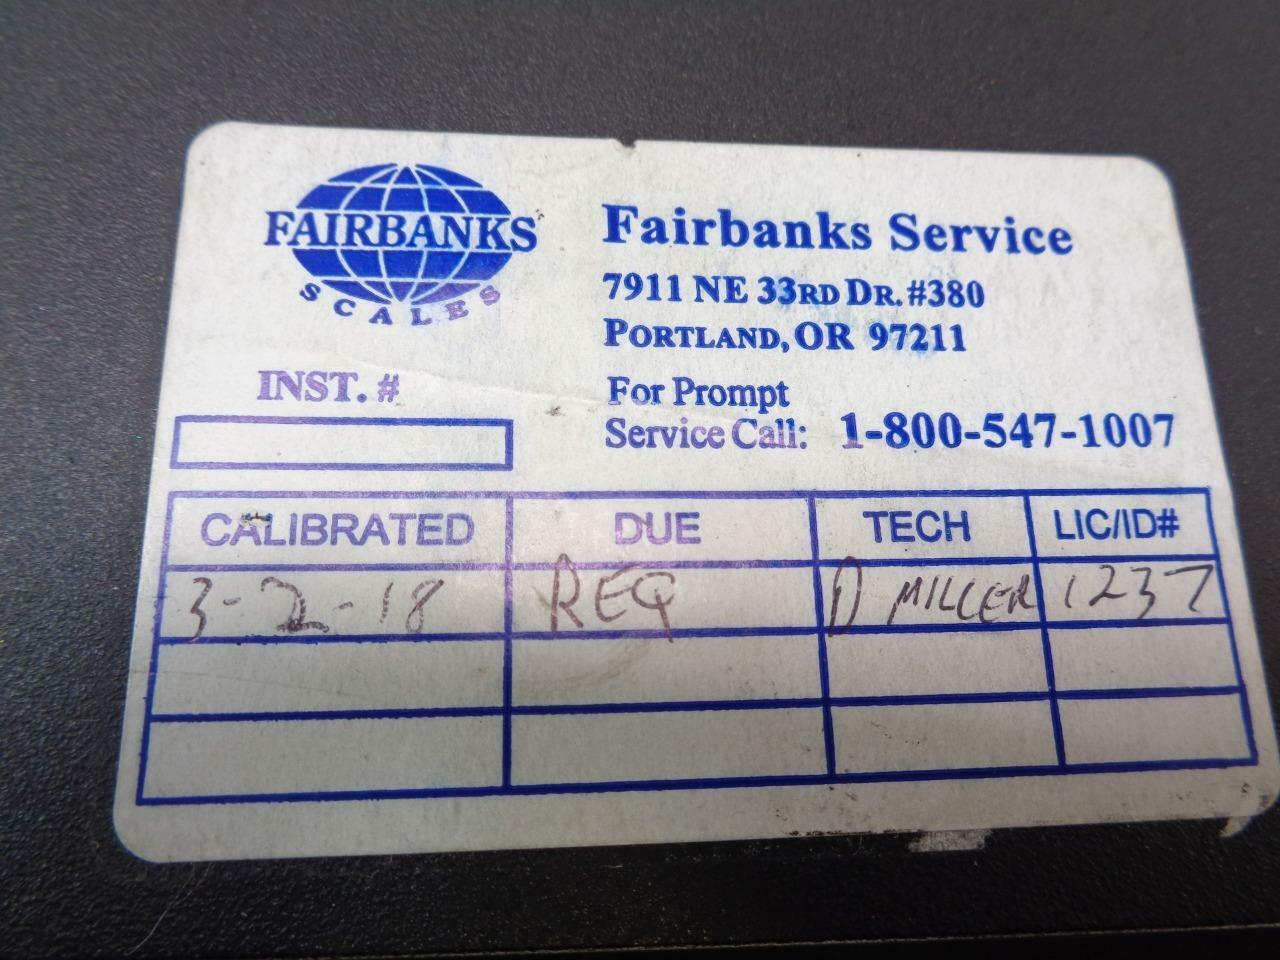 FAIRBANKS
SCALES
Fairbanks Service
7911 NE 33RD DR. #380
PORTLAND, OR 97211
INST. #
For Prompt
Service Call: 1-800-547-1007
CALIBRATED DUE TECH LIC/ID#
3-2-18 REQ D MILLER 1237